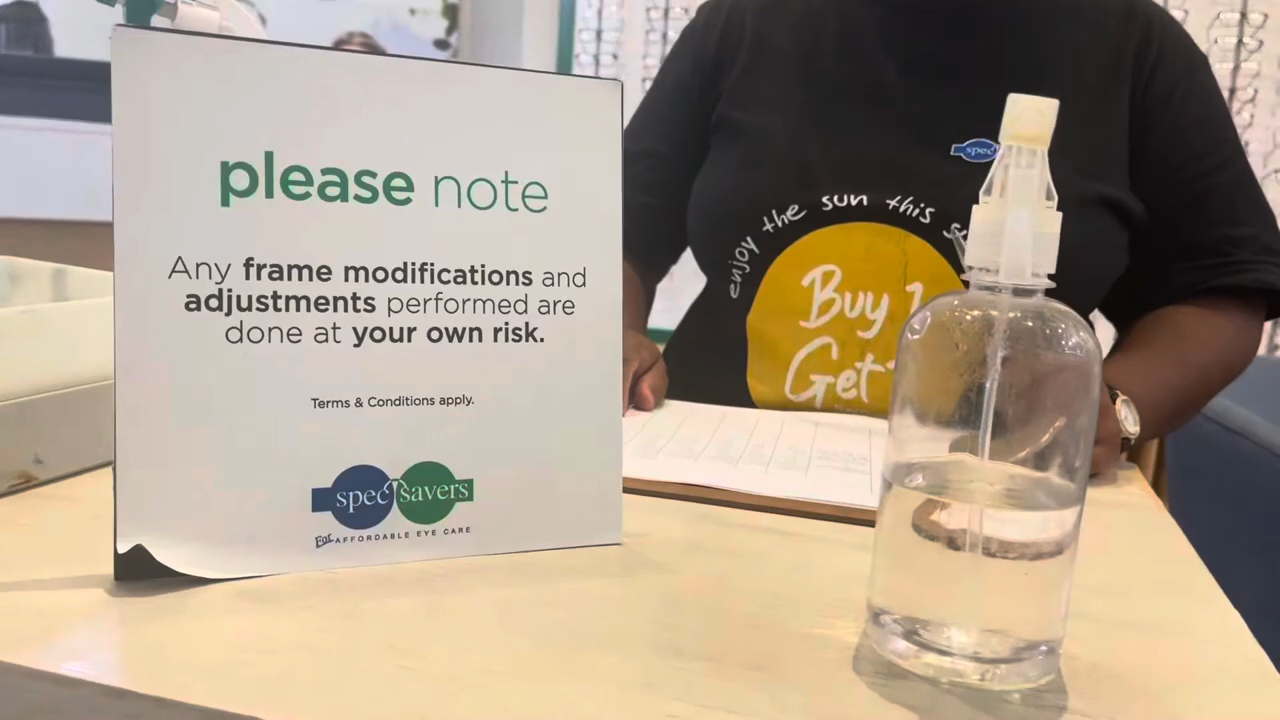 please note
Any frame modifications and
adjustments performed are
done at your own risk.
Terms & Conditions apply.
spec savers
For AFFORDABLE EYE CARE
spec
enjoy the sun this
Buy 1
Get